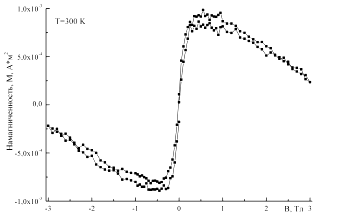 1,0x10⁻³
T=300 K
5,0x10⁻⁴
0,0
-5,0x10⁻⁴
-1,0x10⁻³
Намагниченность, М, А*м²
-3 -2 -1 0 1 2 3
В, Тл